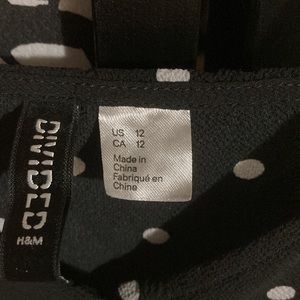 DIVIDED
H&M
US 12
CA 12
Made in
China
Fabriqué en
Chine